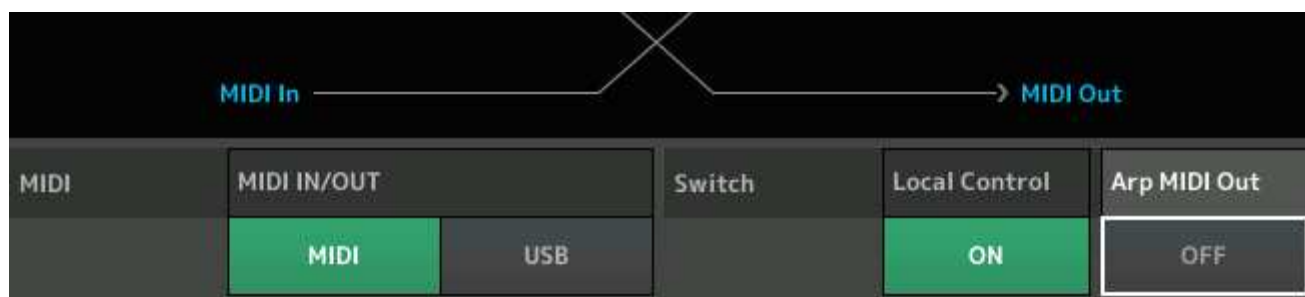 MIDI In
MIDI Out
MIDI MIDI IN/OUT Switch Local Control Arp MIDI Out
MIDI USB ON OFF